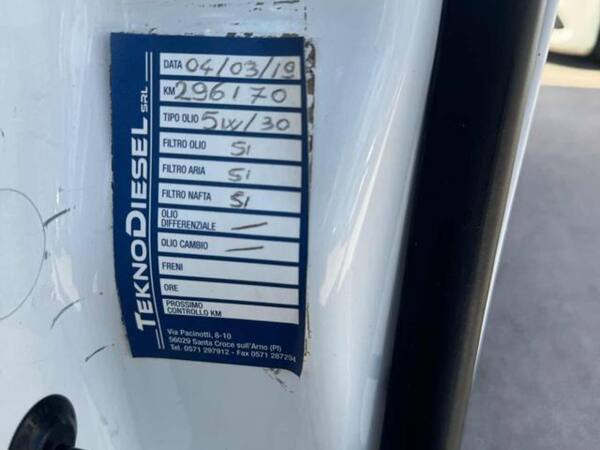 TEKNODIESEL SRL
DATA 04/03/19
KM 296170
TIPO OLIO 5W/30
FILTRO OLIO SI
FILTRO ARIA SI
FILTRO NAFTA SI
OLIO
DIFFERENZIALE —
OLIO CAMBIO —
FRENI
ORE
PROSSIMO
CONTROLLO KM
Via Pacinotti, 8-10
56029 Santa Croce sull'Arno (PI)
Tel. 0571 297912 - Fax 0571 287294